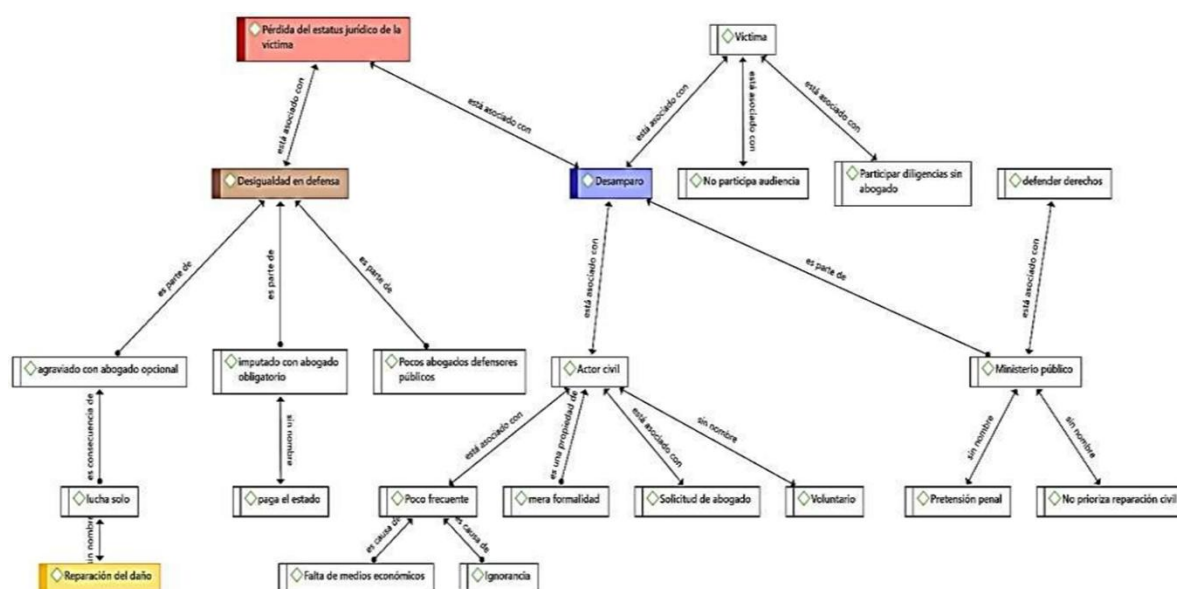 Pérdida del estatus jurídico de la
víctima
Víctima
está asociado con
está asociado con
está asociado con
está asociado con
está asociado con
Desigualdad en defensa
Desamparo
No participa audiencia
Participar diligencias sin
abogado
defender derechos
es parte de
es parte de
es parte de
está asociado con
es parte de
está asociado con
agraviado con abogado opcional
imputado con abogado
obligatorio
Pocos abogados defensores
públicos
Actor civil
Ministerio público
es consecuencia de
sin nombre
está asociado con
es una propiedad de
está asociado con
sin nombre
sin nombre
sin nombre
lucha solo
paga el estado
Poco frecuente
mera formalidad
Solicitud de abogado
Voluntario
Pretensión penal
No prioriza reparación civil
sin nombre
es causa de
es causa de
Reparación del daño
Falta de medios económicos
Ignorancia